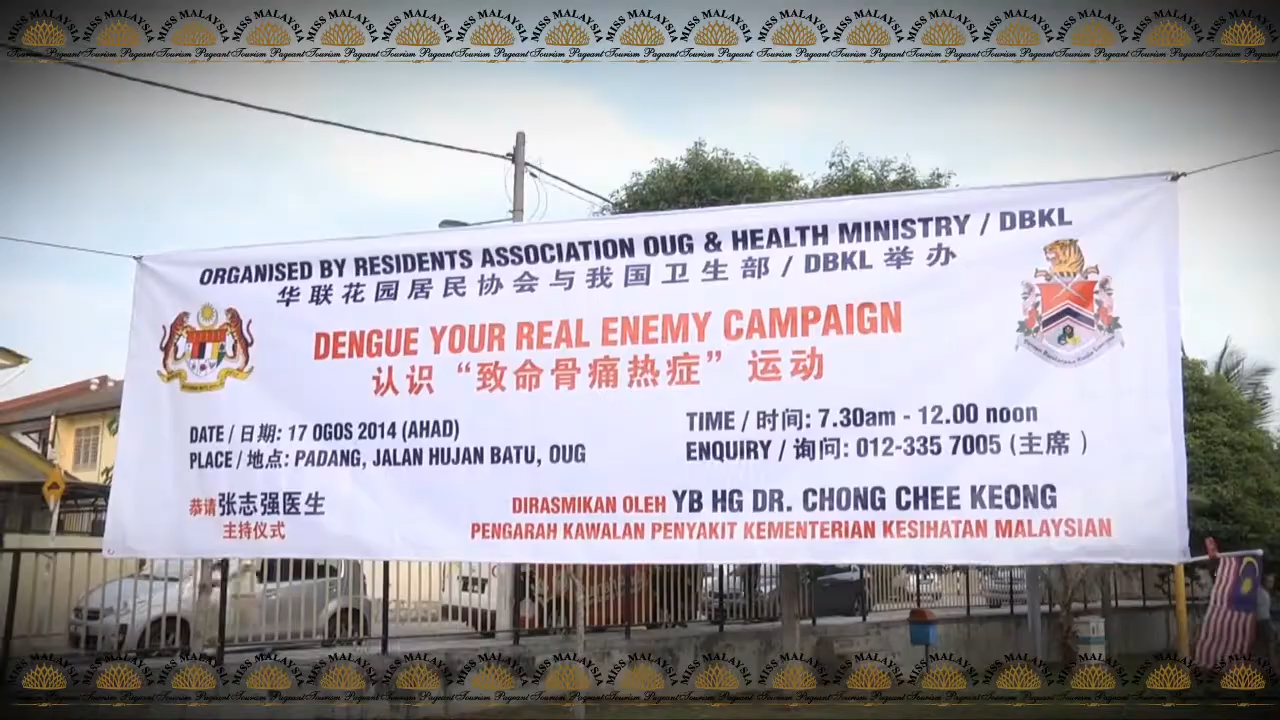 MISS MALAYSIA
Tourism Pageant
ORGANISED BY RESIDENTS ASSOCIATION OUG & HEALTH MINISTRY / DBKL
华联花园居民协会与我国卫生部 / DBKL 举办
DENGUE YOUR REAL ENEMY CAMPAIGN
认识 “致命骨痛热症” 运动
DATE / 日期: 17 OGOS 2014 (AHAD)
TIME / 时间: 7.30am - 12.00 noon
PLACE / 地点: PADANG, JALAN HUJAN BATU, OUG
ENQUIRY / 询问: 012-335 7005 (主席 )
恭请张志强医生
主持仪式
DIRASMIKAN OLEH YB HG DR. CHONG CHEE KEONG
PENGARAH KAWALAN PENYAKIT KEMENTERIAN KESIHATAN MALAYSIAN
MISS MALAYSIA
Tourism Pageant